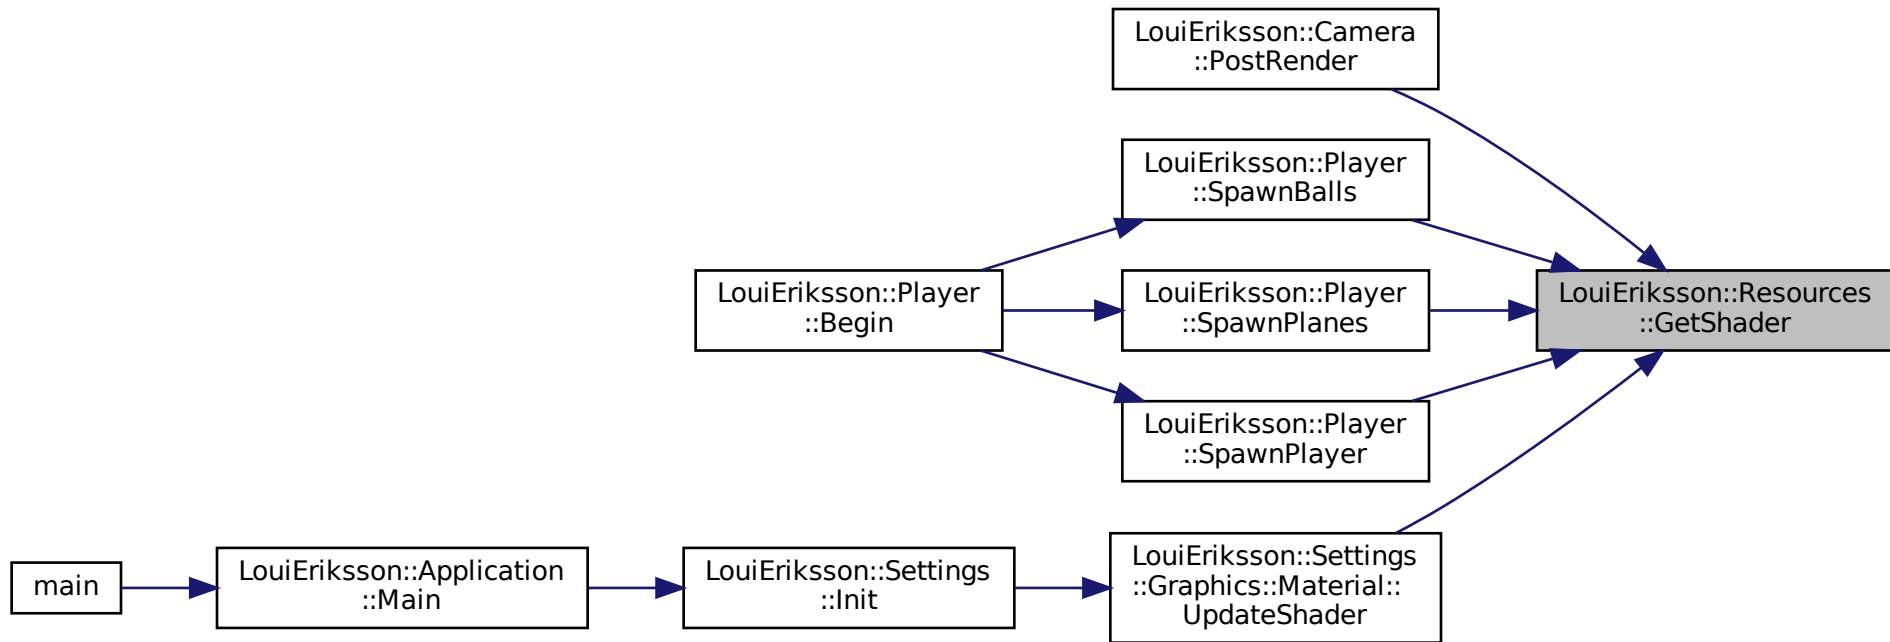 LouiEriksson::Camera
::PostRender
LouiEriksson::Player
::SpawnBalls
LouiEriksson::Player
::Begin
LouiEriksson::Player
::SpawnPlanes
LouiEriksson::Resources
::GetShader
LouiEriksson::Player
::SpawnPlayer
main
LouiEriksson::Application
::Main
LouiEriksson::Settings
::Init
LouiEriksson::Settings
::Graphics::Material::
UpdateShader